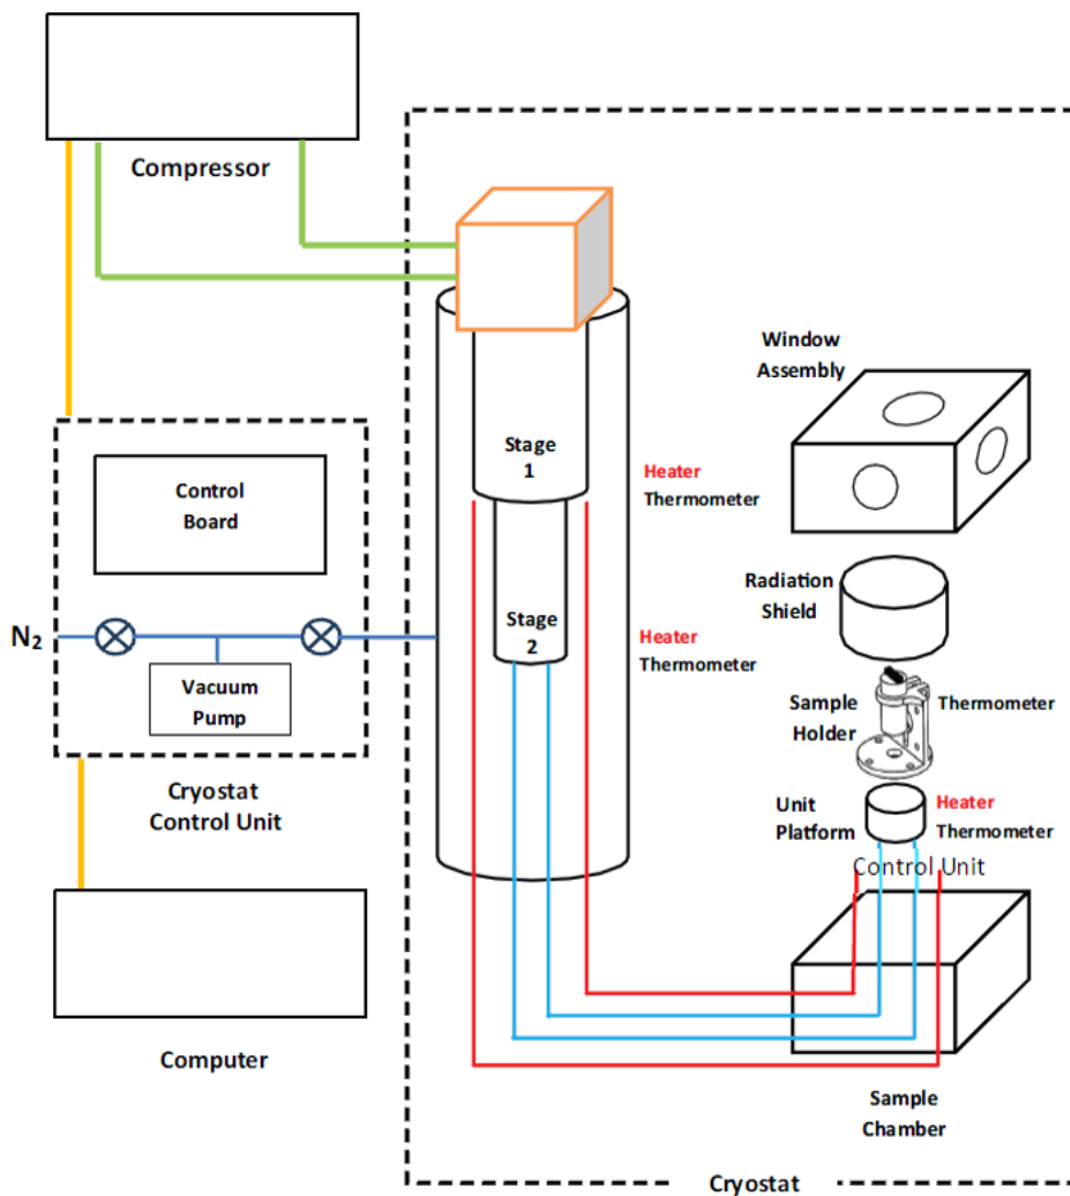 Compressor
Window
Assembly
Stage
1
Heater
Thermometer
Control
Board
Radiation
Shield
Stage
2
N₂
Heater
Thermometer
Vacuum
Pump
Sample
Holder
Thermometer
Cryostat
Control Unit
Unit
Platform
Heater
Thermometer
Control Unit
Computer
Sample
Chamber
Cryostat